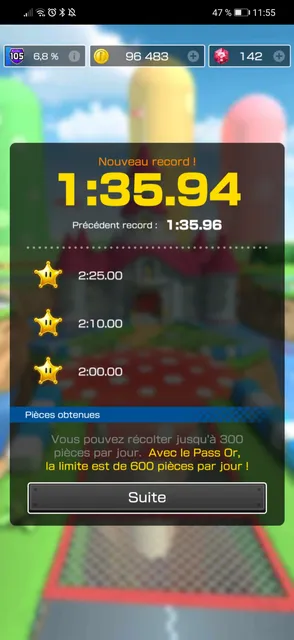 47 % 11:55
105 6,8 % i 96 483 + 142 +
Nouveau record !
1:35.94
Précédent record : 1:35.96
2:25.00
2:10.00
2:00.00
Pièces obtenues
Vous pouvez récolter jusqu'à 300
pièces par jour. Avec le Pass Or,
la limite est de 600 pièces par jour !
Suite